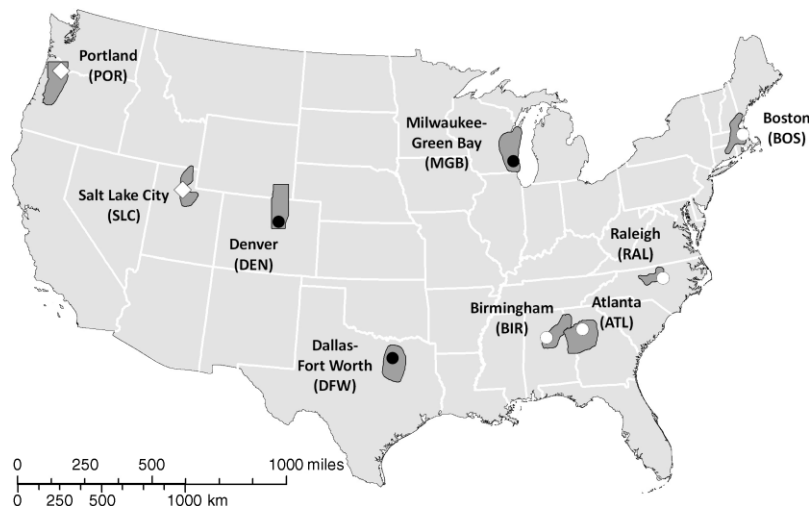 Portland
(POR)
Milwaukee-
Green Bay
(MGB)
Boston
(BOS)
Salt Lake City
(SLC)
Denver
(DEN)
Raleigh
(RAL)
Birmingham
(BIR)
Atlanta
(ATL)
Dallas-
Fort Worth
(DFW)
0 250 500 1000 miles
0 250 500 1000 km